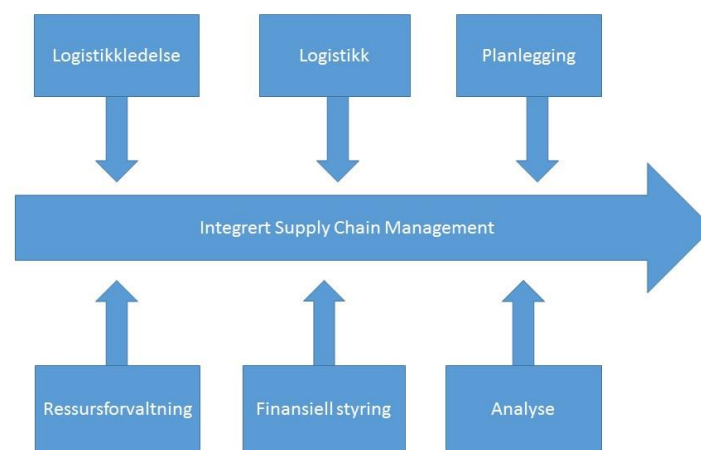 Logistikkledelse
Logistikk
Planlegging
Integrert Supply Chain Management
Ressursforvaltning
Finansiell styring
Analyse